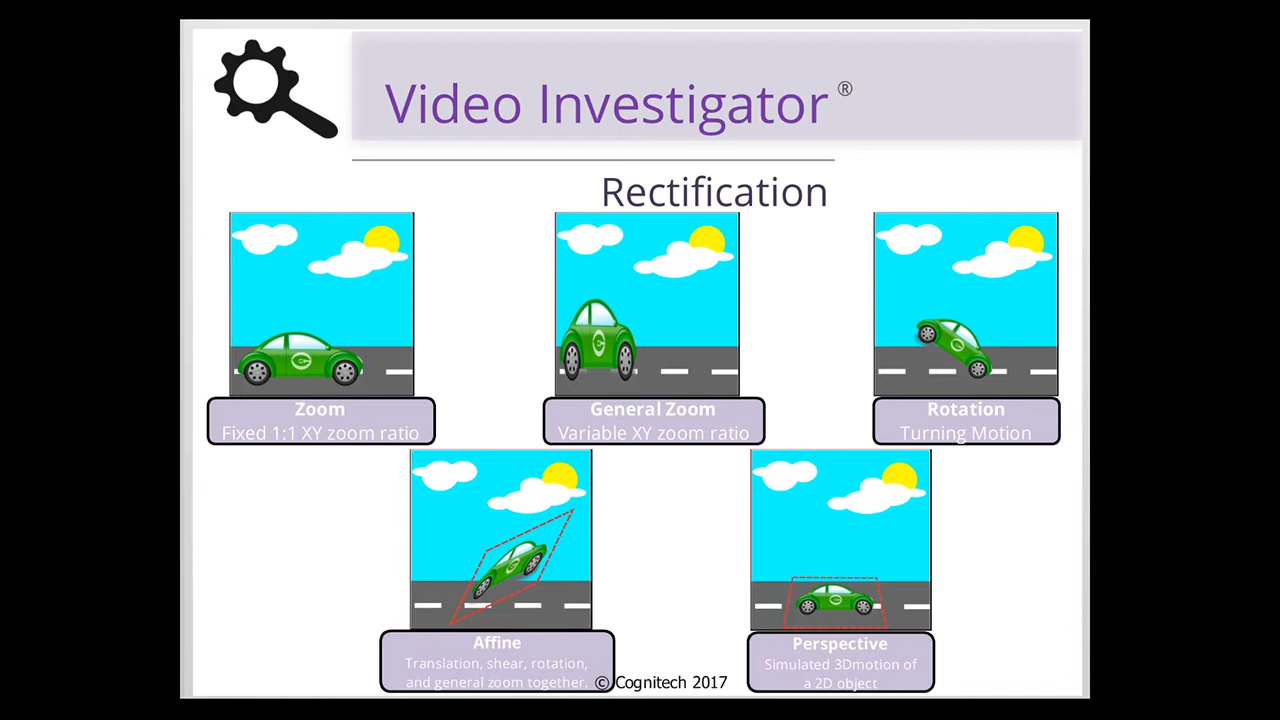 Video Investigator ®
Rectification
Zoom
Fixed 1:1 XY zoom ratio
General Zoom
Variable XY zoom ratio
Rotation
Turning Motion
Affine
Translation, shear, rotation,
and general zoom together.
Perspective
Simulated 3Dmotion of
a 2D object
© Cognitech 2017